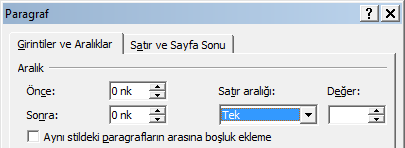 Paragraf
Girintiler ve Aralıklar Satır ve Sayfa Sonu
Aralık
Önce: 0 nk Satır aralığı: Değer:
Sonra: 0 nk Tek
Aynı stildeki paragrafların arasına boşluk ekleme